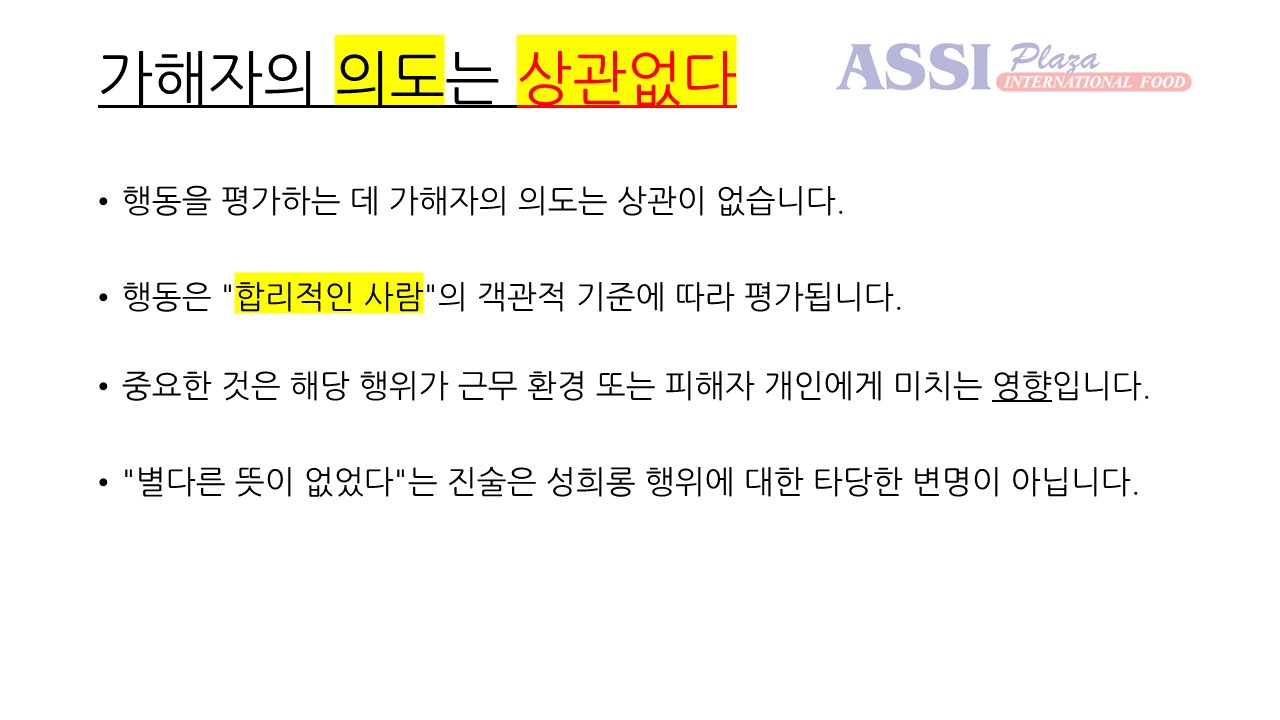 가해자의 의도는 상관없다
ASSI Plaza
INTERNATIONAL FOOD
• 행동을 평가하는 데 가해자의 의도는 상관이 없습니다.
• 행동은 "합리적인 사람"의 객관적 기준에 따라 평가됩니다.
• 중요한 것은 해당 행위가 근무 환경 또는 피해자 개인에게 미치는 영향입니다.
• "별다른 뜻이 없었다"는 진술은 성희롱 행위에 대한 타당한 변명이 아닙니다.